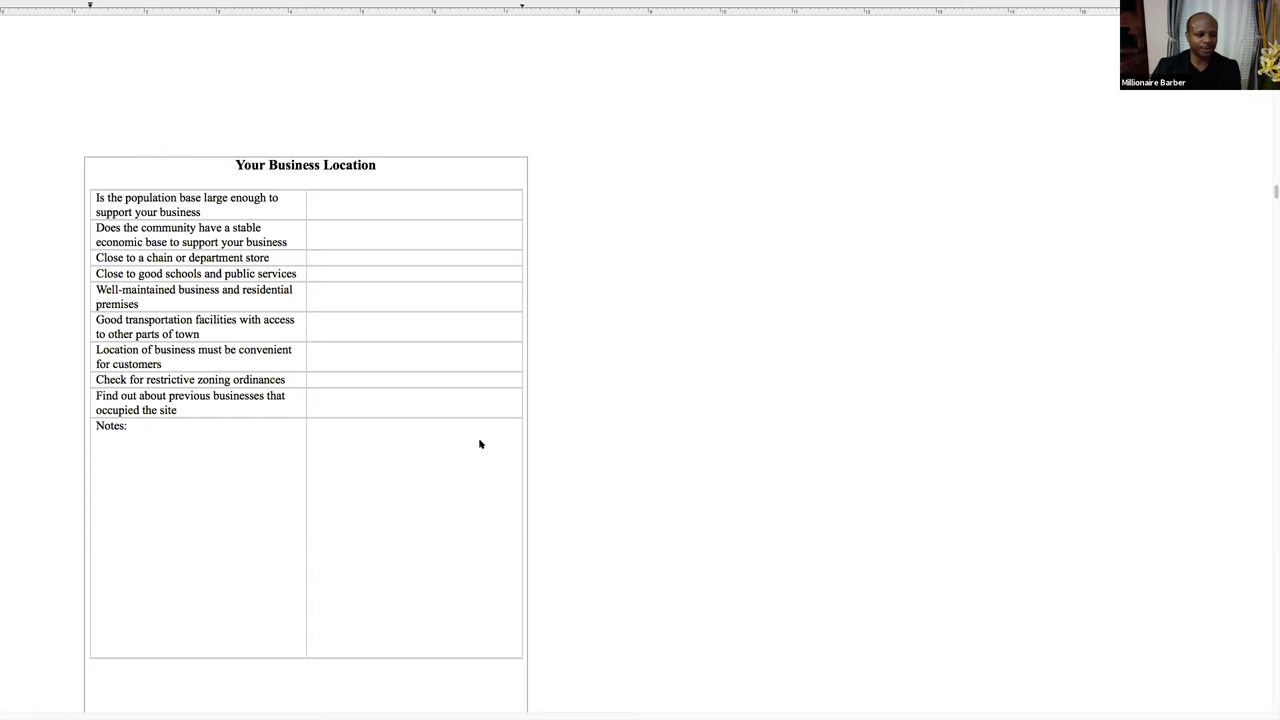 Millionaire Barber
Your Business Location
Is the population base large enough to
support your business
Does the community have a stable
economic base to support your business
Close to a chain or department store
Close to good schools and public services
Well-maintained business and residential
premises
Good transportation facilities with access
to other parts of town
Location of business must be convenient
for customers
Check for restrictive zoning ordinances
Find out about previous businesses that
occupied the site
Notes: